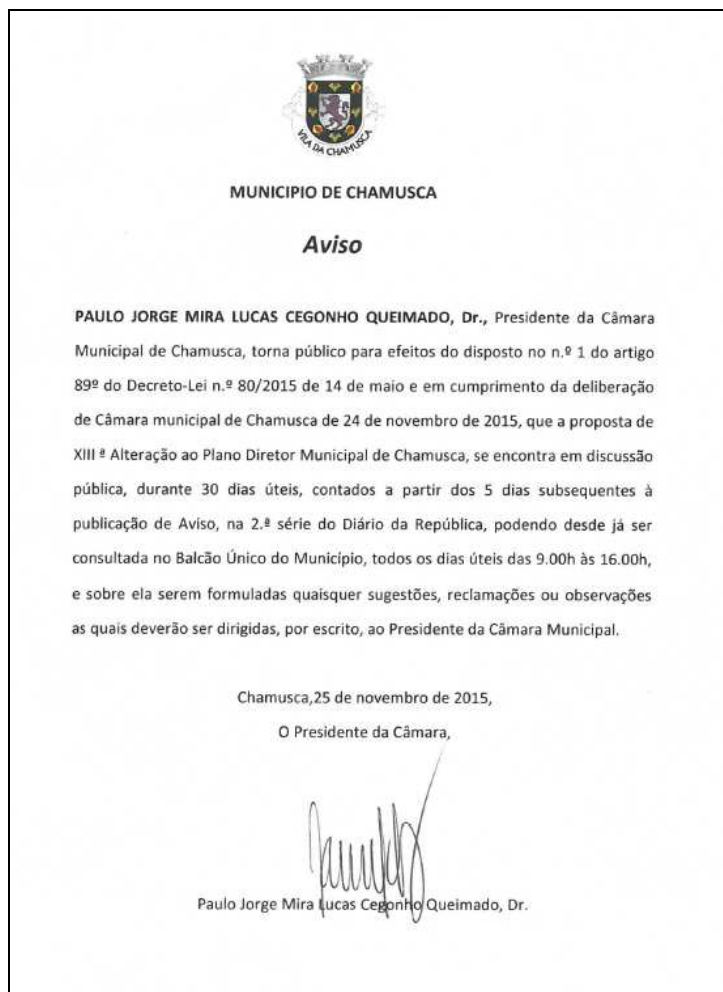 VILA DA CHAMUSCA
MUNICIPIO DE CHAMUSCA
Aviso
PAULO JORGE MIRA LUCAS CEGONHO QUEIMADO, Dr., Presidente da Câmara
Municipal de Chamusca, torna público para efeitos do disposto no n.º 1 do artigo
89º do Decreto-Lei n.º 80/2015 de 14 de maio e em cumprimento da deliberação
de Câmara municipal de Chamusca de 24 de novembro de 2015, que a proposta de
XIII ª Alteração ao Plano Diretor Municipal de Chamusca, se encontra em discussão
pública, durante 30 dias úteis, contados a partir dos 5 dias subsequentes à
publicação de Aviso, na 2.ª série do Diário da República, podendo desde já ser
consultada no Balcão Único do Município, todos os dias úteis das 9.00h às 16.00h,
e sobre ela serem formuladas quaisquer sugestões, reclamações ou observações
as quais deverão ser dirigidas, por escrito, ao Presidente da Câmara Municipal.
Chamusca,25 de novembro de 2015,
O Presidente da Câmara,
Paulo Jorge Mira Lucas Cegonho Queimado, Dr.